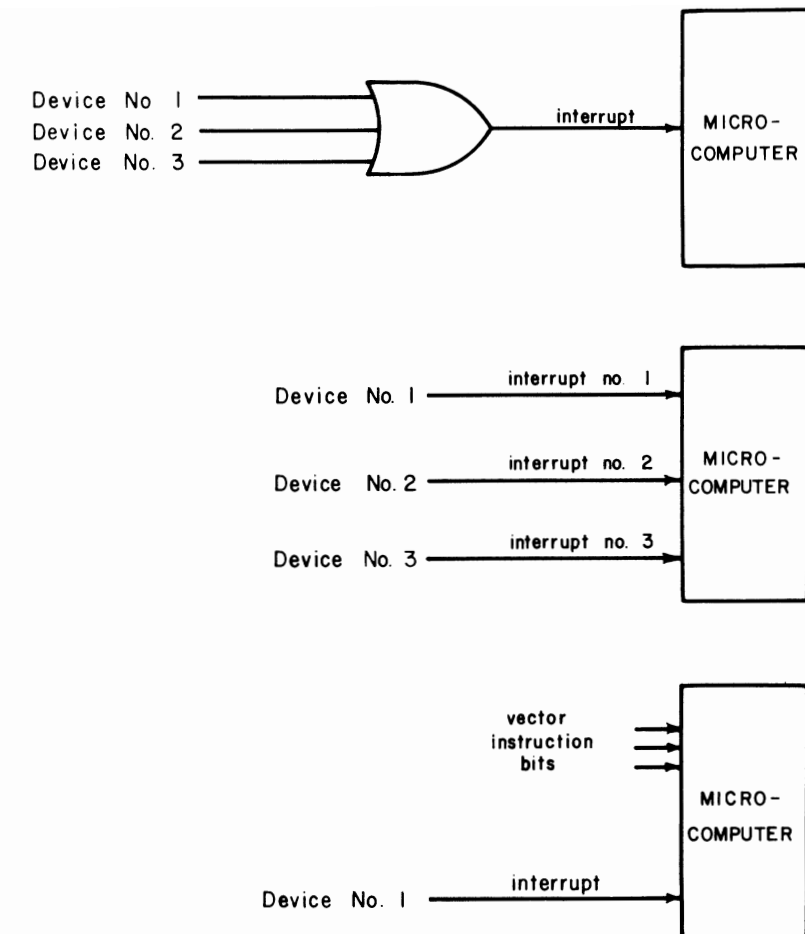 Device No 1
Device No. 2
Device No. 3
interrupt
MICRO-
COMPUTER
Device No. 1
interrupt no. 1
Device No. 2
interrupt no. 2
Device No. 3
interrupt no. 3
MICRO-
COMPUTER
vector
instruction
bits
MICRO-
COMPUTER
Device No. 1
interrupt